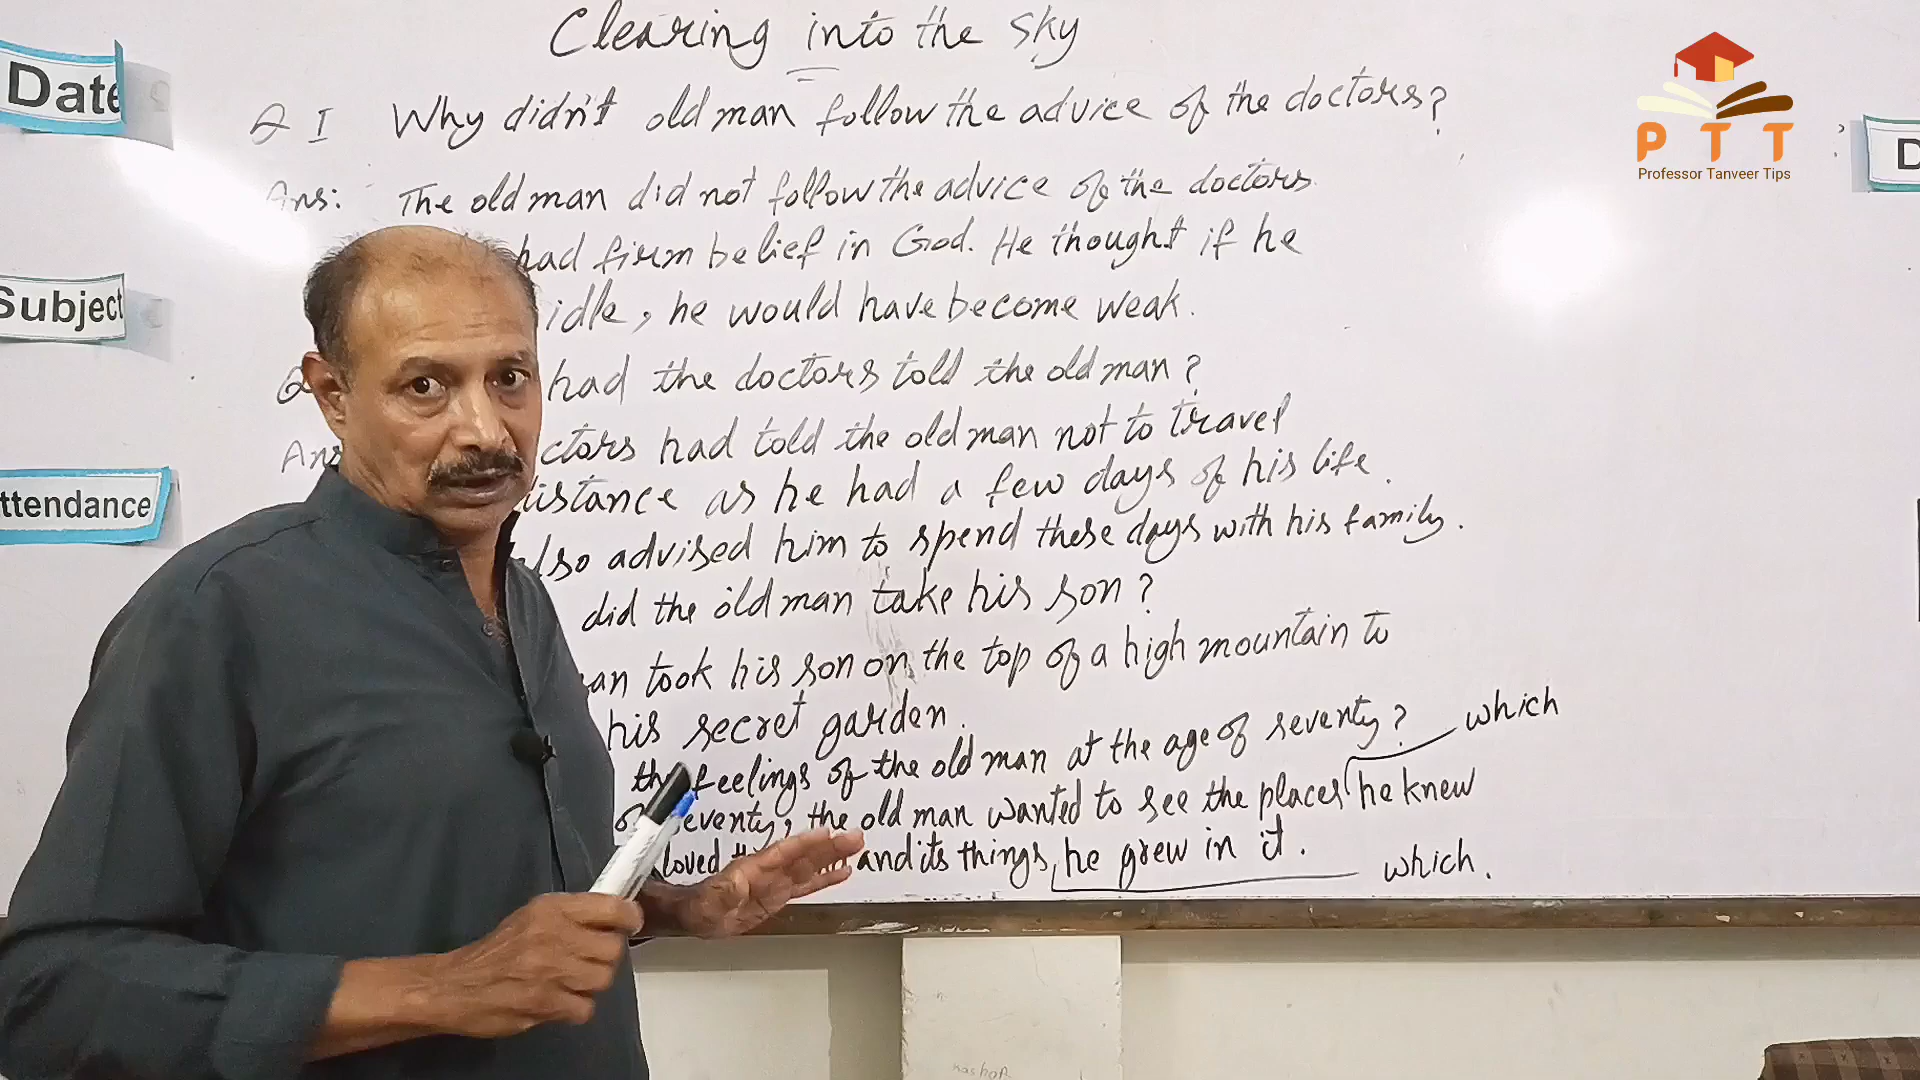 Clearing into the Sky
Date
Q I Why didn't old man follow the advice of the doctors?
P T T
Professor Tanveer Tips
D
Ans: The old man did not follow the advice of the doctors
had firm belief in God. He thought if he
Subject
idle, he would have become weak.
Q had the doctors told the old man?
Ans ctors had told the old man not to travel
ttendance
distance as he had a few days of his life.
also advised him to spend these days with his family.
did the old man take his son?
an took his son on the top of a high mountain to
his secret garden.
the feelings of the old man at the age of seventy? which
of seventy, the old man wanted to see the places he knew
loved and its things, he grew in it. which.